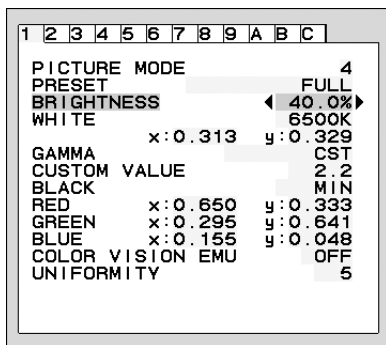 1 2 3 4 5 6 7 8 9 A B C
PICTURE MODE 4
PRESET FULL
BRIGHTNESS 40.0%
WHITE 6500K
x:0.313 y:0.329
GAMMA CST
CUSTOM VALUE 2.2
BLACK MIN
RED x:0.650 y:0.333
GREEN x:0.295 y:0.641
BLUE x:0.155 y:0.048
COLOR VISION EMU OFF
UNIFORMITY 5